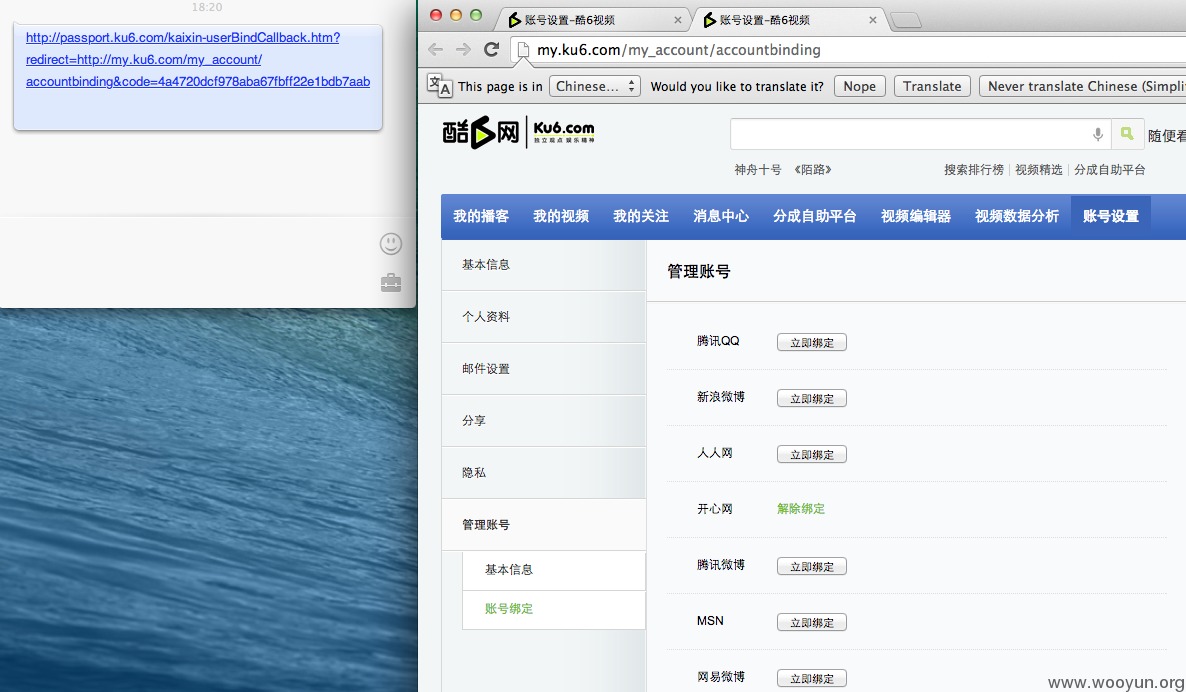 18:20
http://passport.ku6.com/kaixin-userBindCallback.htm?
redirect=http://my.ku6.com/my_account/
accountbinding&code=4a4720dcf978aba67fbff22e1bdb7aab
账号设置–酷6视频
账号设置–酷6视频
my.ku6.com/my_account/accountbinding
This page is in Chinese... Would you like to translate it? Nope Translate Never translate Chinese (Simpli
酷6网 Ku6.com
独立观点 娱乐精神
随便看
神舟十号 《陌路》 搜索排行榜 视频精选 分成自助平台
我的播客 我的视频 我的关注 消息中心 分成自助平台 视频编辑器 视频数据分析 账号设置
基本信息
个人资料
邮件设置
分享
隐私
管理账号
基本信息
账号绑定
管理账号
腾讯QQ 立即绑定
新浪微博 立即绑定
人人网 立即绑定
开心网 解除绑定
腾讯微博 立即绑定
MSN 立即绑定
网易微博 立即绑定
www.wooyun.org